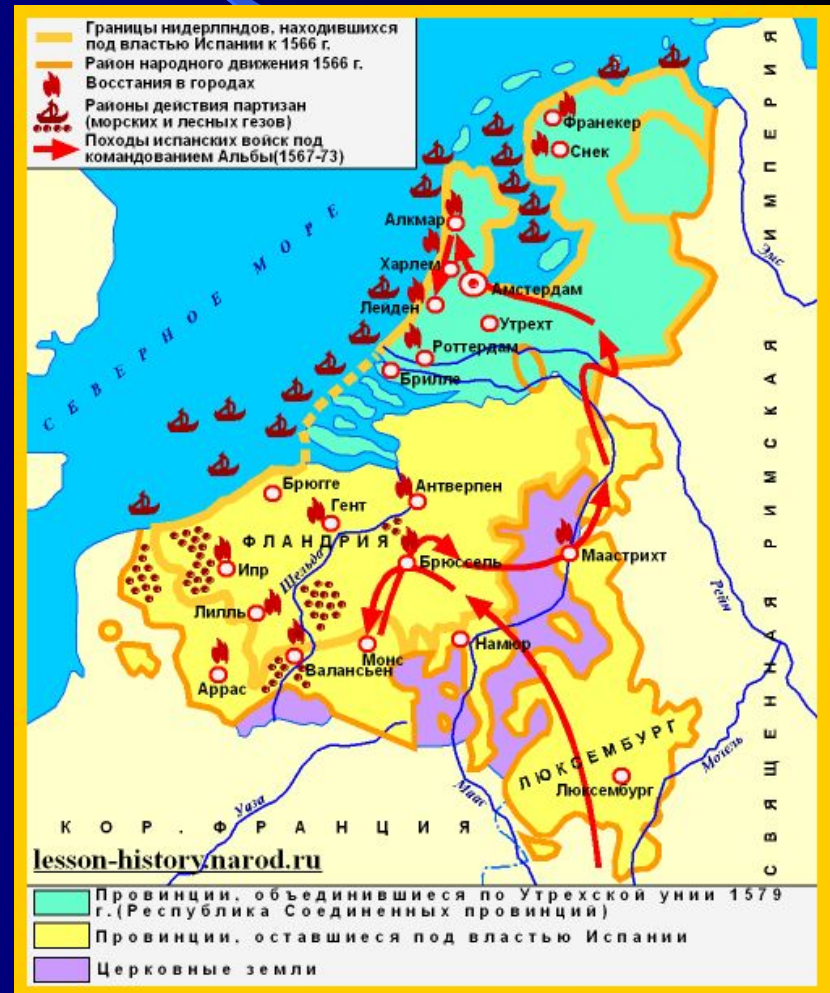 Границы нидерлпндов, находившихся
под властью Испании к 1566 г.
Район народного движения 1566 г.
Восстания в городах
Районы действия партизан
(морских и лесных гезов)
Походы испанских войск под
командованием Альбы(1567-73)
СЕВЕРНОЕ МОРЕ
СВЯЩЕННАЯ РИМСКАЯ ИМПЕРИЯ
Франекер
Снек
Алкмар
Эмс
Харлем
Амстердам
Лейден
Утрехт
Роттердам
Брилле
Брюгге
Антверпен
Гент
ФЛАНДРИЯ
Шельда
Брюссель
Маастрихт
Ипр
Рейн
Лилль
Намюр
Монс
Валансьен
Аррас
ЛЮКСЕМБУРГ
Люксембург
Мозель
Маас
Уаза
КОР. ФРАНЦИЯ
lesson-history.narod.ru
Провинции, объединившиеся по Утрехской унии 1579
г.(Республика Соединенных провинций)
Провинции, оставшиеся под властью Испании
Церковные земли